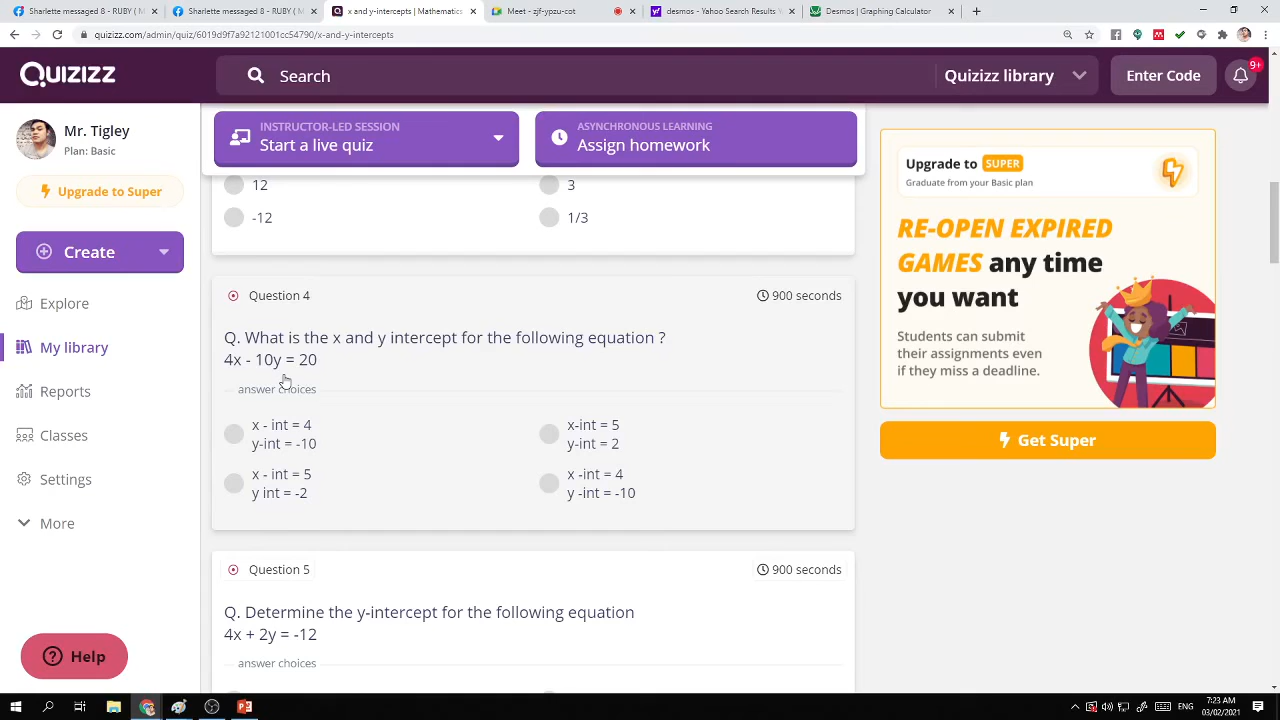 Sharlette messaged you - RUBY (
Sharlette messaged you - RUBY (
x and y-intercepts | Mathematics
Meet - zjf-ypzu-cot
desmos - Yahoo Search Results
Desmos | Graphing Calculator
quizizz.com/admin/quiz/6019d9f7a92121001cc54790/x-and-y-intercepts
QUIZIZZ
Search
Quizizz library
Enter Code
9+
Mr. Tigley
Plan: Basic
Upgrade to Super
Create
Explore
My library
Reports
Classes
Settings
More
Help
INSTRUCTOR-LED SESSION
Start a live quiz
ASYNCHRONOUS LEARNING
Assign homework
12
3
-12
1/3
Question 4
900 seconds
Q. What is the x and y intercept for the following equation ?
4x - 10y = 20
answer choices
x - int = 4
y-int = -10
x-int = 5
y-int = 2
x - int = 5
y int = -2
x -int = 4
y -int = -10
Question 5
900 seconds
Q. Determine the y-intercept for the following equation
4x + 2y = -12
answer choices
Upgrade to SUPER
Graduate from your Basic plan
RE-OPEN EXPIRED
GAMES any time
you want
Students can submit
their assignments even
if they miss a deadline.
Get Super
ENG
7:23 AM
03/02/2021